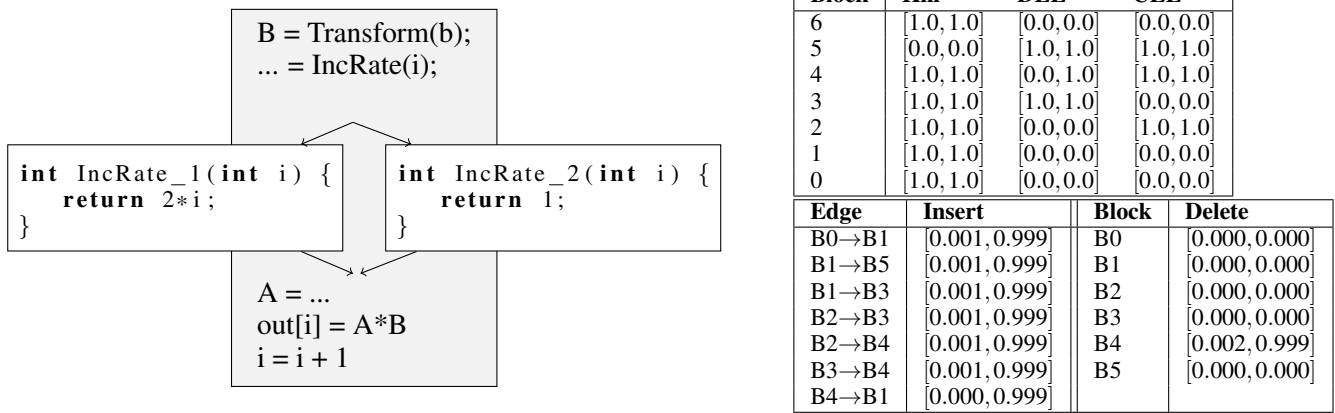 B = Transform(b);
... = IncRate(i);
int IncRate_1(int i) {
return 2*i;
}
int IncRate_2(int i) {
return 1;
}
A = ...
out[i] = A*B
i = i + 1
6 [1.0, 1.0] [0.0, 0.0] [0.0, 0.0]
5 [0.0, 0.0] [1.0, 1.0] [1.0, 1.0]
4 [1.0, 1.0] [0.0, 1.0] [1.0, 1.0]
3 [1.0, 1.0] [1.0, 1.0] [0.0, 0.0]
2 [1.0, 1.0] [0.0, 0.0] [1.0, 1.0]
1 [1.0, 1.0] [0.0, 0.0] [0.0, 0.0]
0 [1.0, 1.0] [0.0, 0.0] [0.0, 0.0]
Edge Insert Block Delete
B0→B1 [0.001, 0.999] B0 [0.000, 0.000]
B1→B5 [0.001, 0.999] B1 [0.000, 0.000]
B1→B3 [0.001, 0.999] B2 [0.000, 0.000]
B2→B3 [0.001, 0.999] B3 [0.000, 0.000]
B2→B4 [0.001, 0.999] B4 [0.002, 0.999]
B3→B4 [0.001, 0.999] B5 [0.000, 0.000]
B4→B1 [0.000, 0.999]